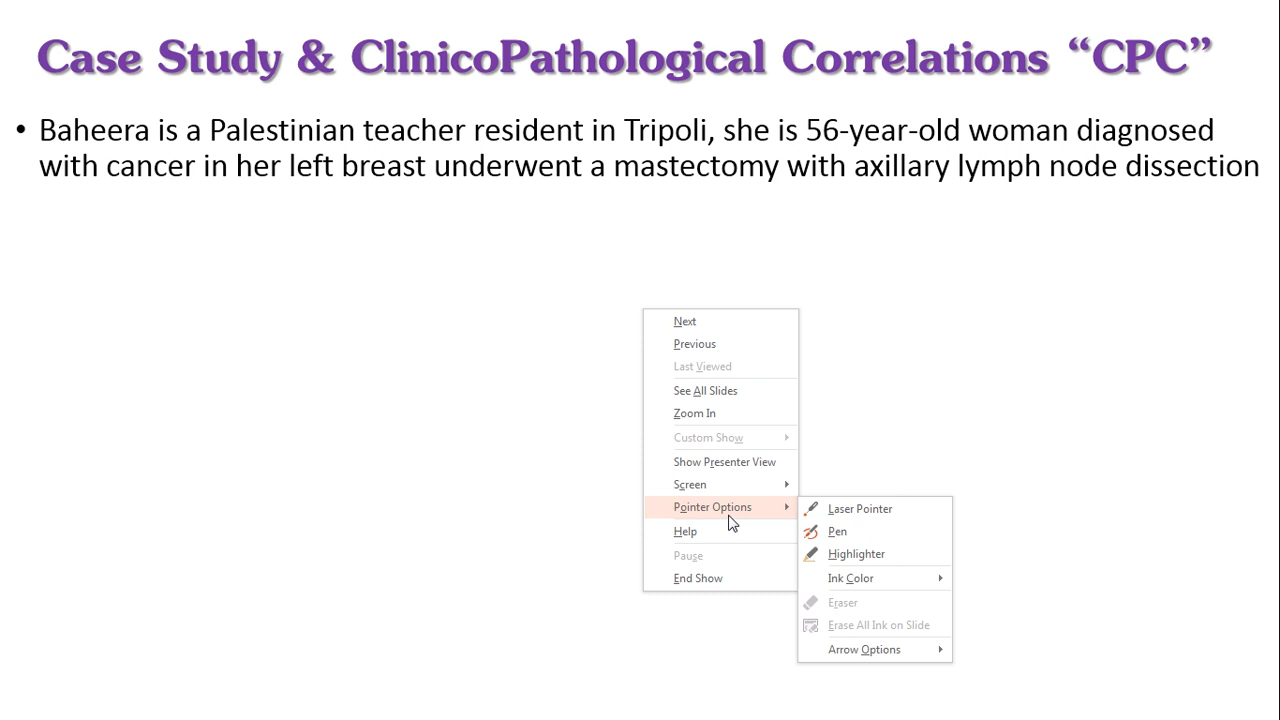 Case Study & ClinicoPathological Correlations “CPC”
• Baheera is a Palestinian teacher resident in Tripoli, she is 56-year-old woman diagnosed
with cancer in her left breast underwent a mastectomy with axillary lymph node dissection
Next
Previous
Last Viewed
See All Slides
Zoom In
Custom Show
Show Presenter View
Screen
Pointer Options
Help
Pause
End Show
Laser Pointer
Pen
Highlighter
Ink Color
Eraser
Erase All Ink on Slide
Arrow Options